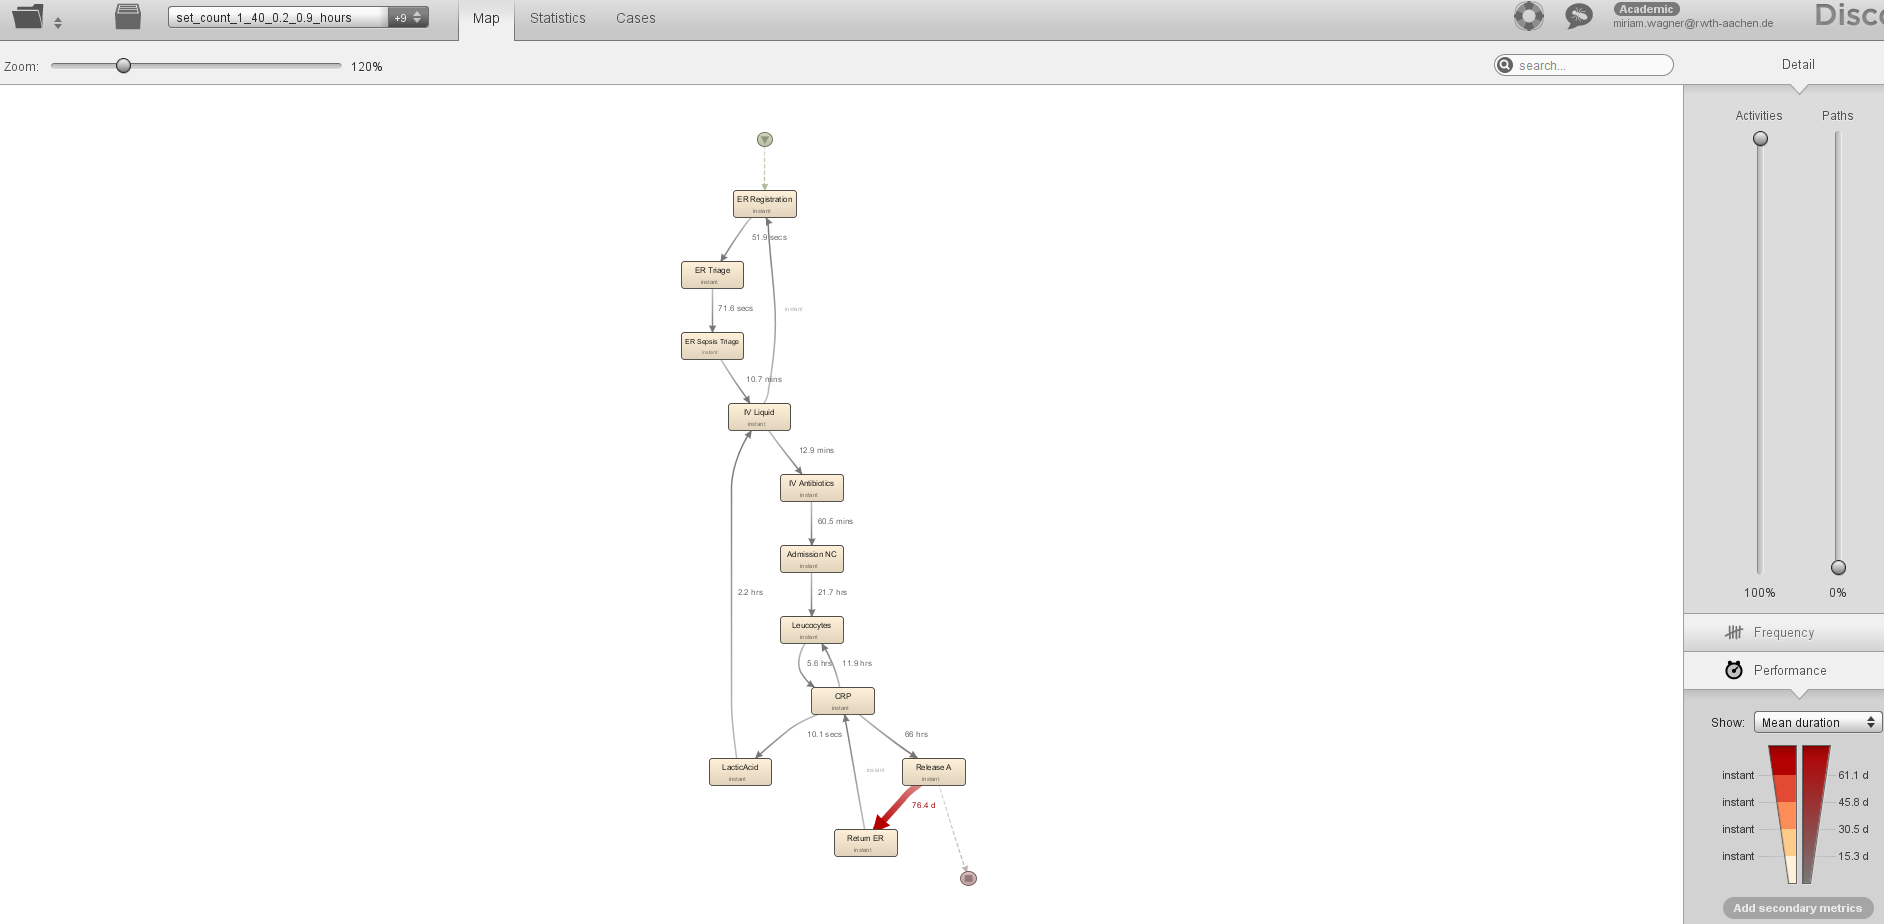 set_count_1_40_0.2_0.9_hours
+9
Map
Statistics
Cases
Academic
miriam.wagner@rwth-aachen.de
Disco
Zoom:
120%
search...
Detail
Activities
Paths
ER Registration
instant
51.9 secs
ER Triage
instant
71.6 secs
instant
ER Sepsis Triage
instant
10.7 mins
IV Liquid
instant
12.9 mins
IV Antibiotics
instant
60.5 mins
Admission NC
instant
2.2 hrs
21.7 hrs
Leucocytes
instant
5.6 hrs
11.9 hrs
CRP
instant
10.1 secs
66 hrs
LacticAcid
instant
instant
Release A
instant
76.4 d
Return ER
instant
100%
0%
Frequency
Performance
Show:
Mean duration
instant
61.1 d
instant
45.8 d
instant
30.5 d
instant
15.3 d
Add secondary metrics